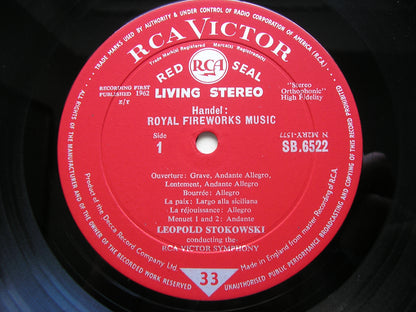 TRADE MARKS USED BY AUTHORITY & UNDER CONTROL OF RADIO CORPORATION OF AMERICA (R.C.A.)
RCA VICTOR
Trade Mark(s) Registered
Marca(s) Registrada(s)
RED RCA SEAL
LIVING STEREO
RECORDING FIRST
PUBLISHED 1962
E/T
"Stereo
Orthophonic"
High Fidelity
Handel:
ROYAL FIREWORKS MUSIC
Side
1
N M2RY-1577
SB.6522
Ouverture: Grave, Andante Allegro,
Lentement, Andante Allegro
Bourrée: Allegro
La paix: Largo alla siciliana
La réjouissance: Allegro
Menuet 1 and 2: Andante
LEOPOLD STOKOWSKI
conducting the
RCA VICTOR SYMPHONY
33
ALL RIGHTS OF THE MANUFACTURER AND OF THE OWNER OF THE RECORDED WORK RESERVED
UNAUTHORISED PUBLIC PERFORMANCE BROADCASTING AND COPYING OF THIS RECORD PROHIBITED
Product of the Decca Record Company Ltd.
Made in England from master Recording of R.C.A.